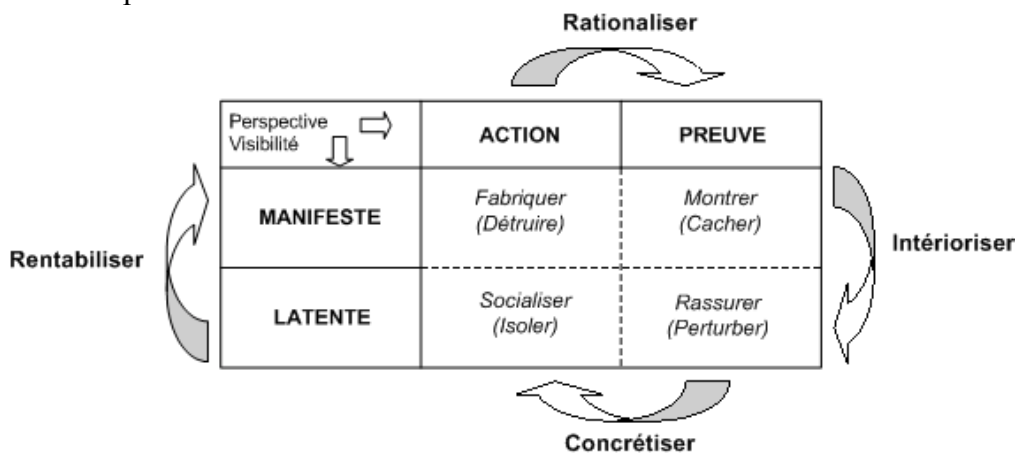 Rationaliser
Perspective
Visibilité
ACTION
PREUVE
MANIFESTE
Fabriquer
(Détruire)
Montrer
(Cacher)
Rentabiliser
Intérioriser
LATENTE
Socialiser
(Isoler)
Rassurer
(Perturber)
Concrétiser